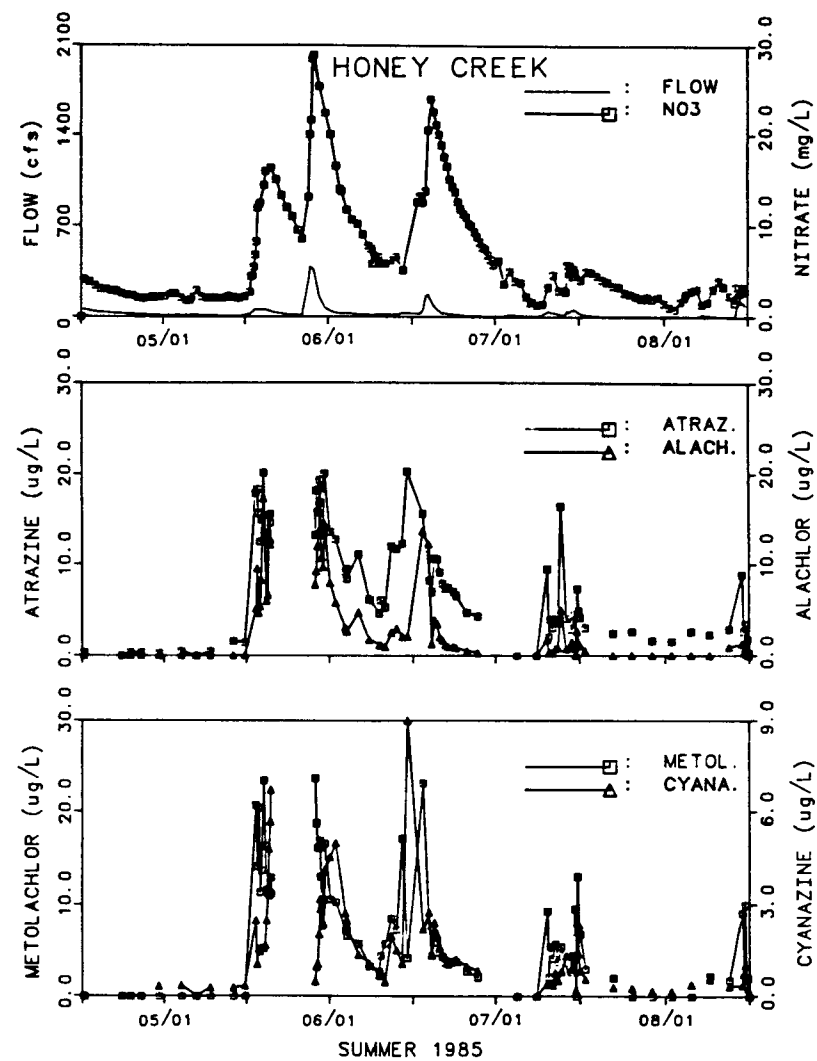 HONEY CREEK
: FLOW
: NO3
FLOW (cfs)
0 700 1400 2100
NITRATE (mg/L)
0.0 10.0 20.0 30.0
05/01 06/01 07/01 08/01
: ATRAZ.
: ALACH.
ATRAZINE (ug/L)
0.0 10.0 20.0 30.0
ALACHLOR (ug/L)
0.0 10.0 20.0 30.0
: METOL.
: CYANA.
METOLACHLOR (ug/L)
0.0 10.0 20.0 30.0
CYANAZINE (ug/L)
0.0 3.0 6.0 9.0
05/01 06/01 07/01 08/01
SUMMER 1985